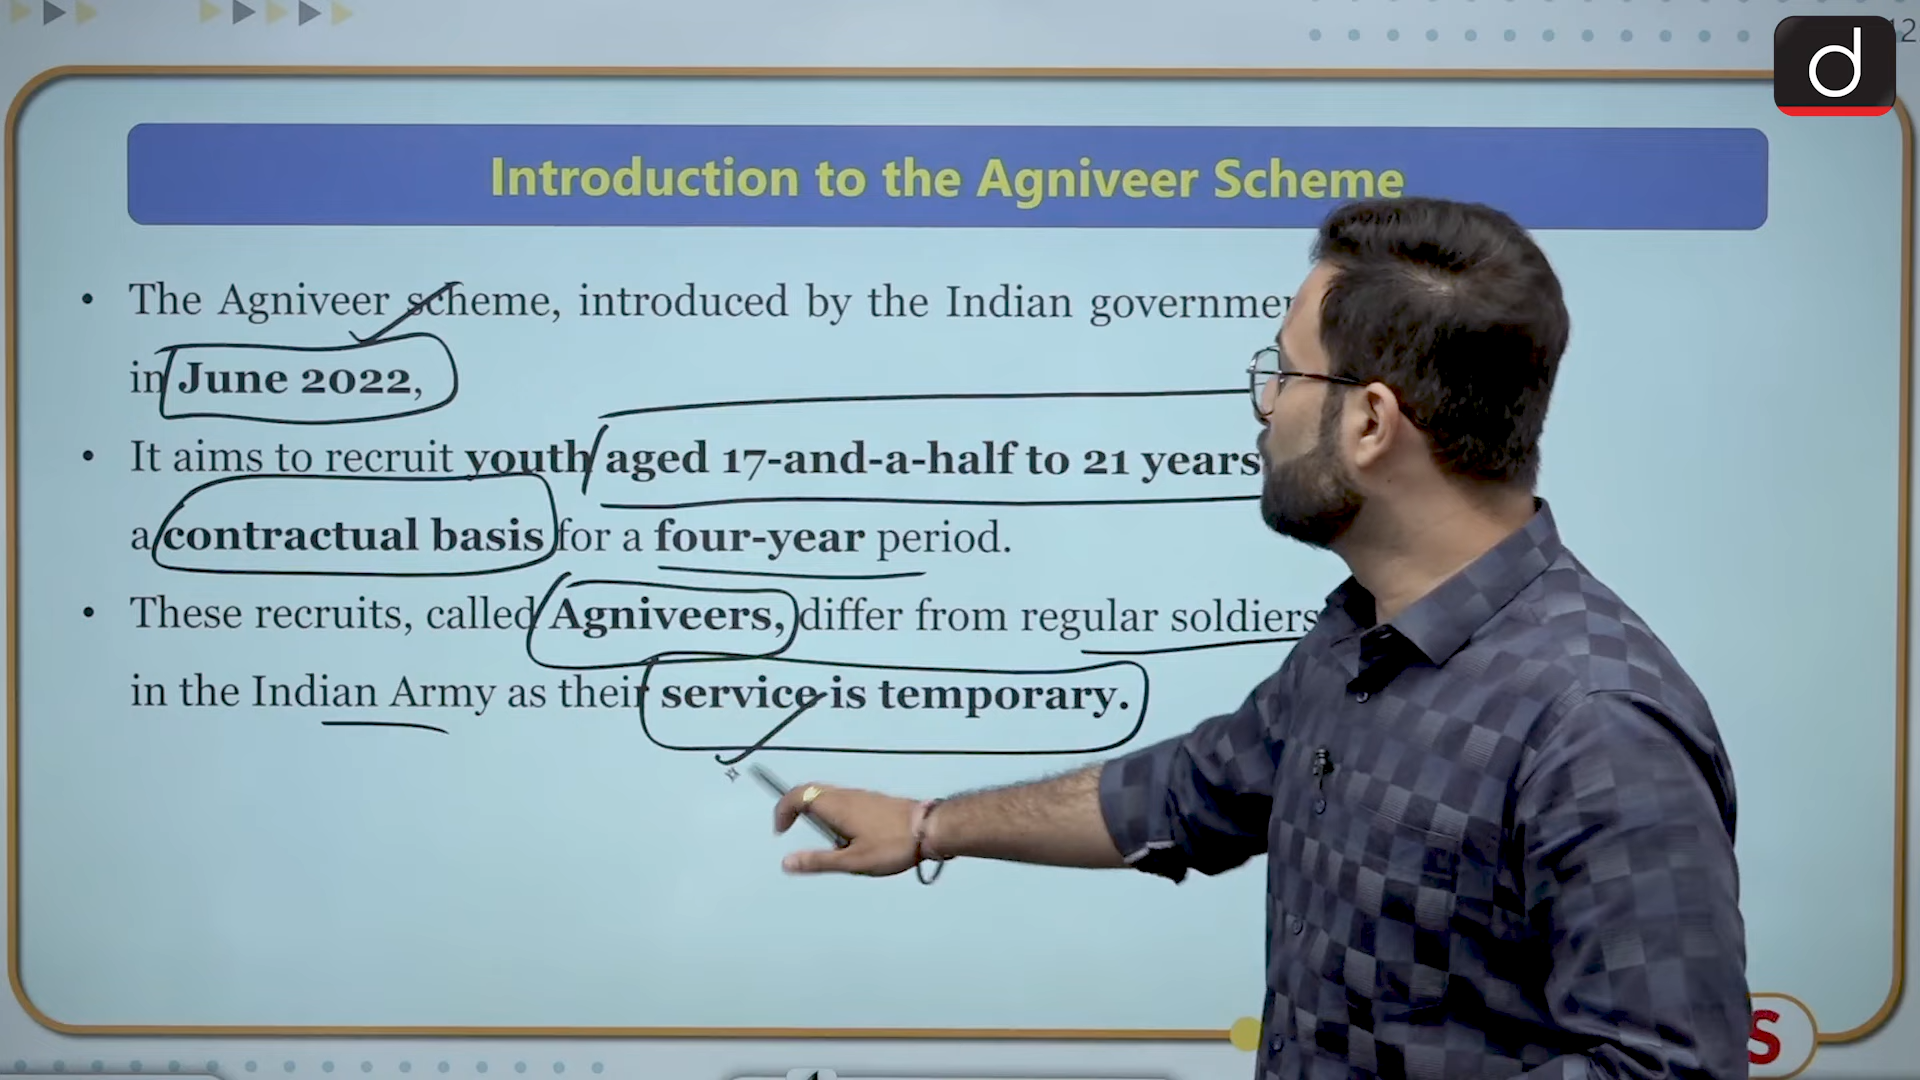 12
d
Introduction to the Agniveer Scheme
• The Agniveer scheme, introduced by the Indian
in June 2022,
• It aims to recruit youth aged 17-and-a-half to 21 years
a contractual basis for a four-year period.
• These recruits, called Agniveers, differ from regular soldiers
in the Indian Army as their service is temporary.
S